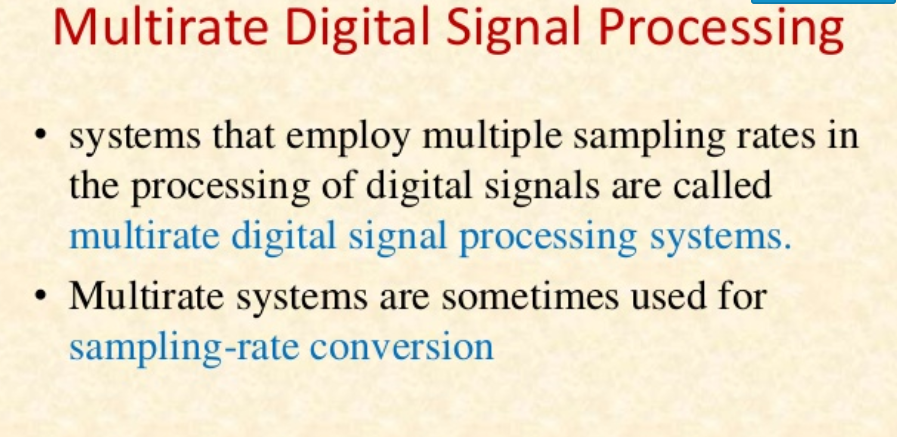 Multirate Digital Signal Processing
• systems that employ multiple sampling rates in
the processing of digital signals are called
multirate digital signal processing systems.
• Multirate systems are sometimes used for
sampling-rate conversion